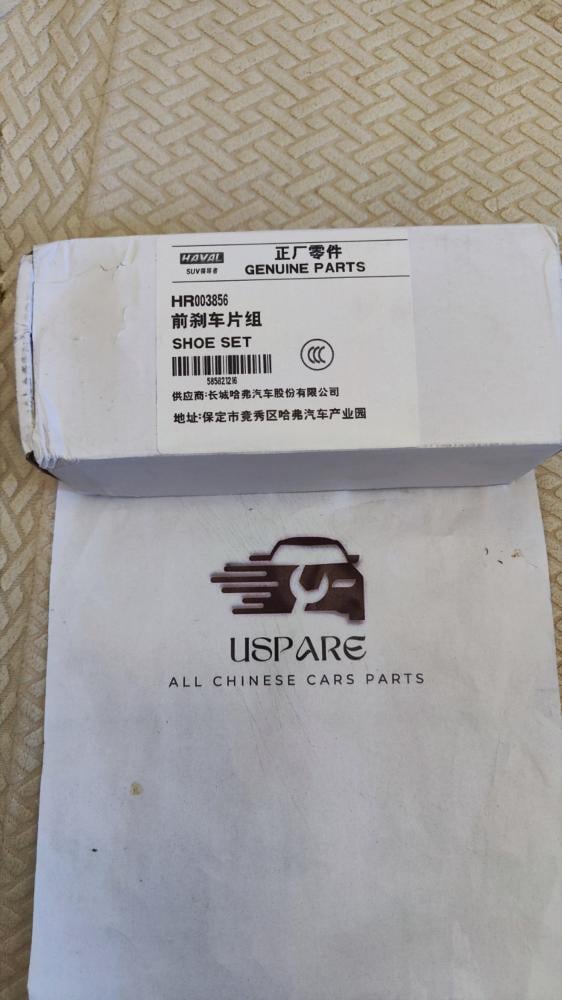 HAVAL
SUV领导者
正厂零件
GENUINE PARTS
HR003856
前刹车片组
SHOE SET
585621216
供应商:长城哈弗汽车股份有限公司
地址:保定市竞秀区哈弗汽车产业园
USPARE
ALL CHINESE CARS PARTS